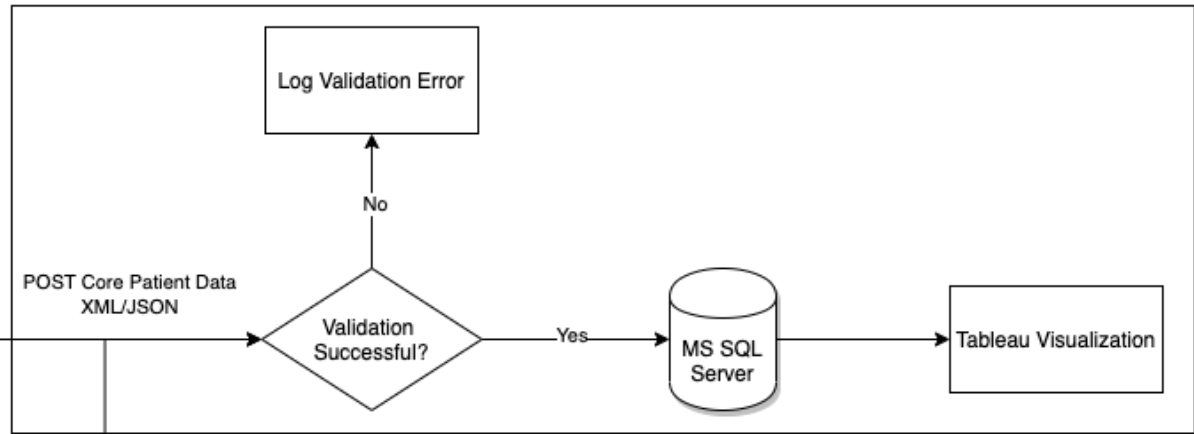 Log Validation Error
No
POST Core Patient Data
XML/JSON
Validation
Successful?
Yes
MS SQL
Server
Tableau Visualization